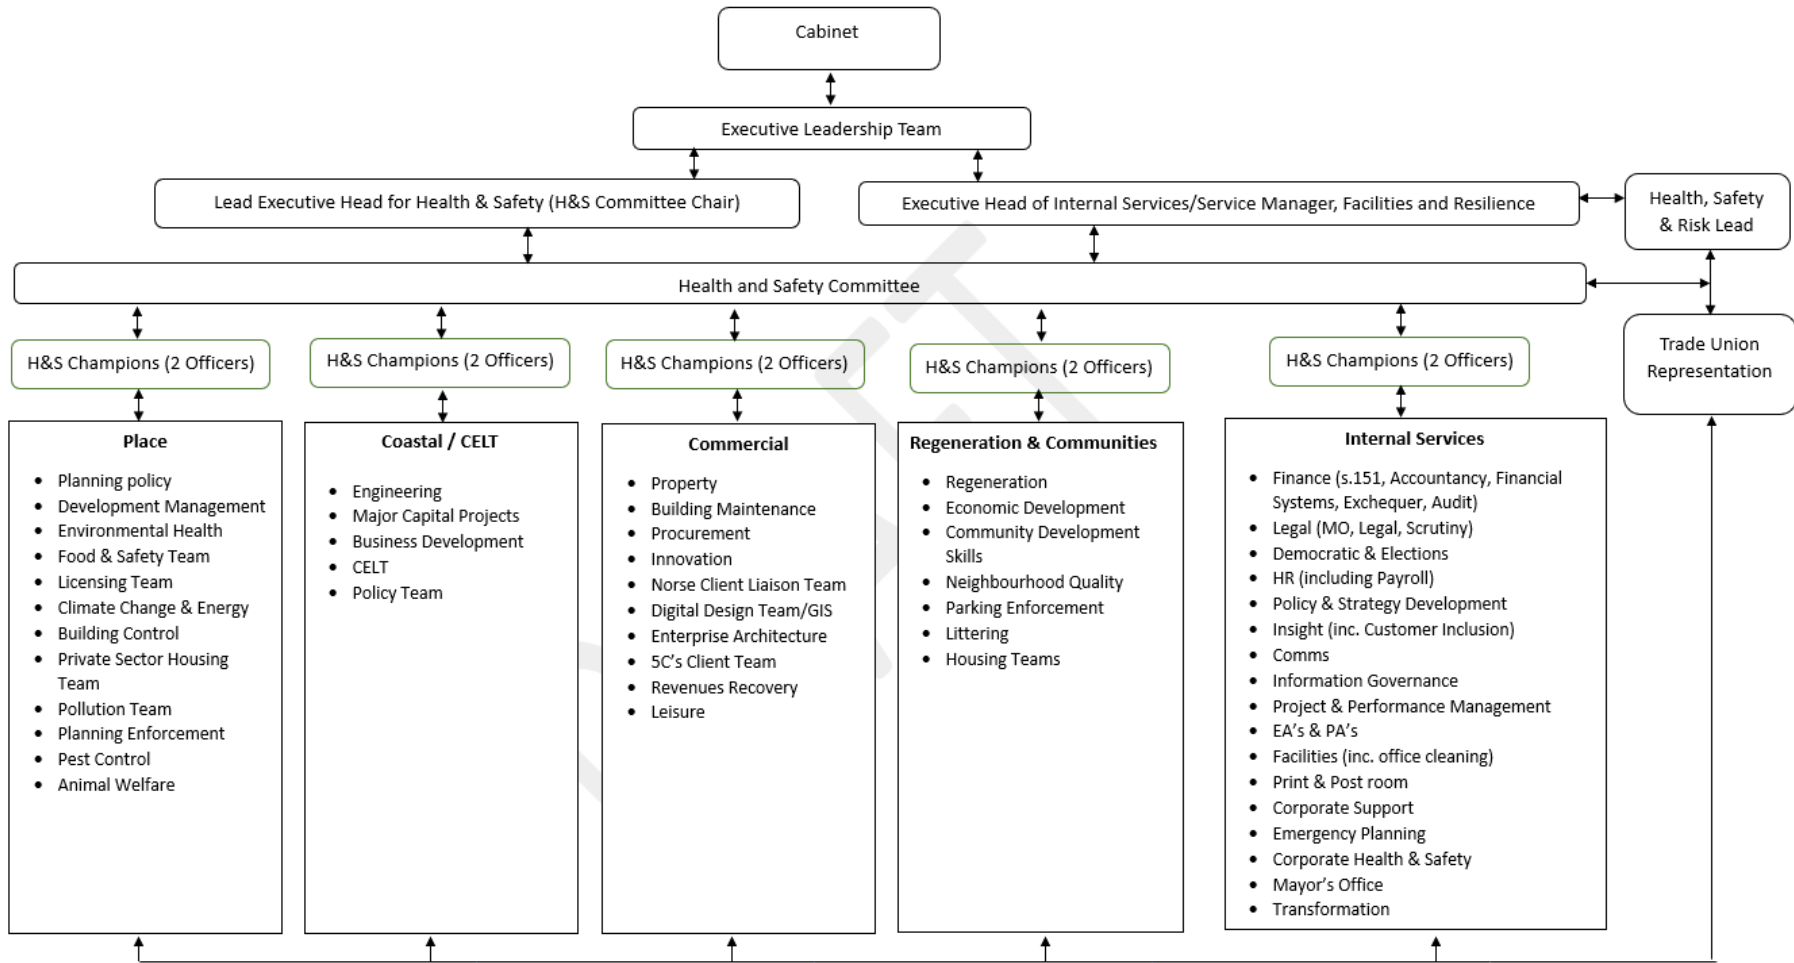 Cabinet
Executive Leadership Team
Lead Executive Head for Health & Safety (H&S Committee Chair)
Executive Head of Internal Services/Service Manager, Facilities and Resilience
Health, Safety
& Risk Lead
Health and Safety Committee
H&S Champions (2 Officers)
H&S Champions (2 Officers)
H&S Champions (2 Officers)
H&S Champions (2 Officers)
H&S Champions (2 Officers)
Trade Union
Representation
Place
• Planning policy
• Development Management
• Environmental Health
• Food & Safety Team
• Licensing Team
• Climate Change & Energy
• Building Control
• Private Sector Housing
Team
• Pollution Team
• Planning Enforcement
• Pest Control
• Animal Welfare
Coastal / CELT
• Engineering
• Major Capital Projects
• Business Development
• CELT
• Policy Team
Commercial
• Property
• Building Maintenance
• Procurement
• Innovation
• Norse Client Liaison Team
• Digital Design Team/GIS
• Enterprise Architecture
• 5C's Client Team
• Revenues Recovery
• Leisure
Regeneration & Communities
• Regeneration
• Economic Development
• Community Development
Skills
• Neighbourhood Quality
• Parking Enforcement
• Littering
• Housing Teams
Internal Services
• Finance (s.151, Accountancy, Financial
Systems, Exchequer, Audit)
• Legal (MO, Legal, Scrutiny)
• Democratic & Elections
• HR (including Payroll)
• Policy & Strategy Development
• Insight (inc. Customer Inclusion)
• Comms
• Information Governance
• Project & Performance Management
• EA's & PA's
• Facilities (inc. office cleaning)
• Print & Post room
• Corporate Support
• Emergency Planning
• Corporate Health & Safety
• Mayor's Office
• Transformation